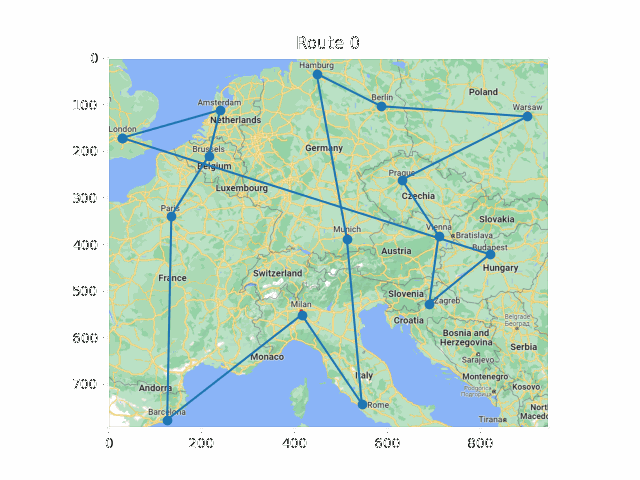 Route 0
0
100
200
300
400
500
600
700
0
200
400
600
800
Hamburg
Berlin
Poland
Warsaw
Amsterdam
Netherlands
London
Germany
Brussels
Belgium
Prague
Luxembourg
Czechia
Paris
Slovakia
Munich
Vienna
Bratislava
Budapest
Austria
Hungary
Switzerland
France
Slovenia
Zagreb
Milan
Croatia
Belgrade
Београд
Bosnia and
Herzegovina
Serbia
Monaco
Sarajevo
Italy
Montenegro
Kosovo
Andorra
Podgorica
Подгорица
Barcelona
Rome
Tirana
North
Macedo